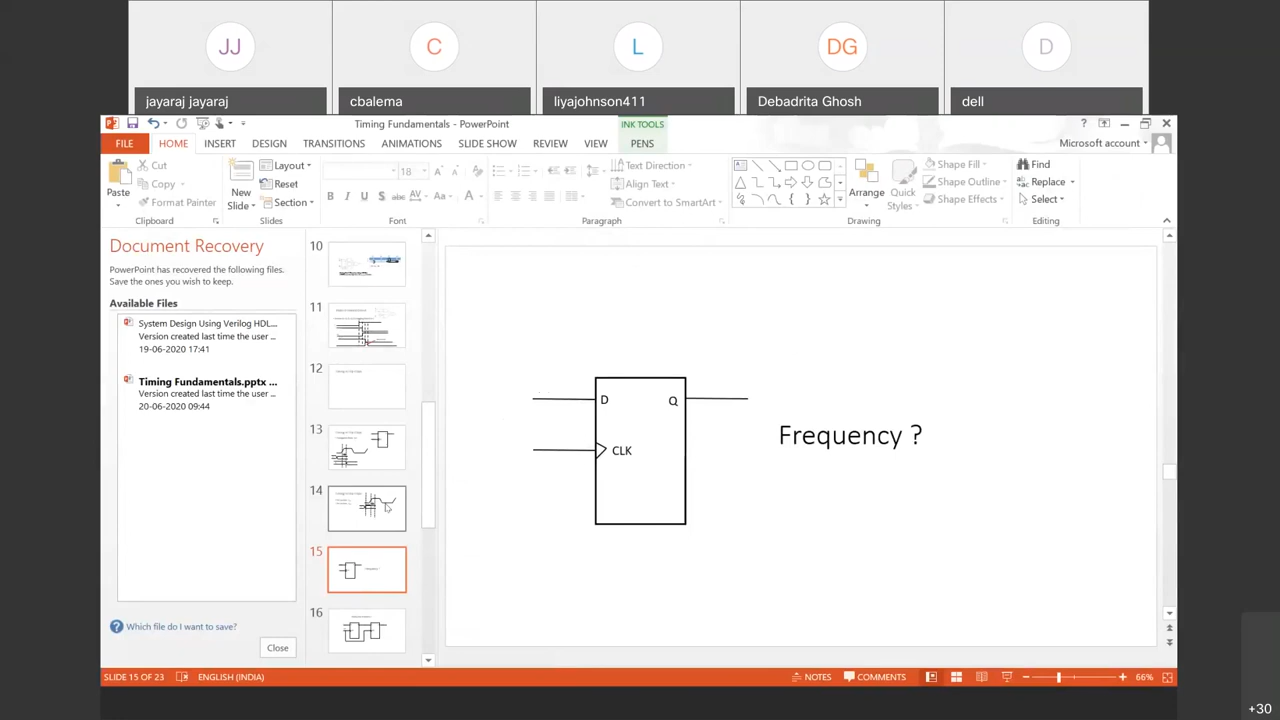 JJ
C
L
DG
D
jayaraj jayaraj
cbalema
liyajohnson411
Debadrita Ghosh
dell
Timing Fundamentals - PowerPoint
INK TOOLS
?
FILE
HOME
INSERT
DESIGN
TRANSITIONS
ANIMATIONS
SLIDE SHOW
REVIEW
VIEW
PENS
Microsoft account
Paste
Cut
Copy
Format Painter
Clipboard
New
Slide
Layout
Reset
Section
Slides
18
B I U S abc AV Aa A
Font
Text Direction
Align Text
Convert to SmartArt
Paragraph
Arrange
Quick
Styles
Shape Fill
Shape Outline
Shape Effects
Drawing
Find
Replace
Select
Editing
Document Recovery
PowerPoint has recovered the following files.
Save the ones you wish to keep.
Available Files
System Design Using Verilog HDL...
Version created last time the user ...
19-06-2020 17:41
Timing Fundamentals.pptx ...
Version created last time the user ...
20-06-2020 09:44
Which file do I want to save?
Close
10
11
12
13
14
15
16
D
Q
CLK
Frequency ?
SLIDE 15 OF 23
ENGLISH (INDIA)
NOTES
COMMENTS
66%
+30